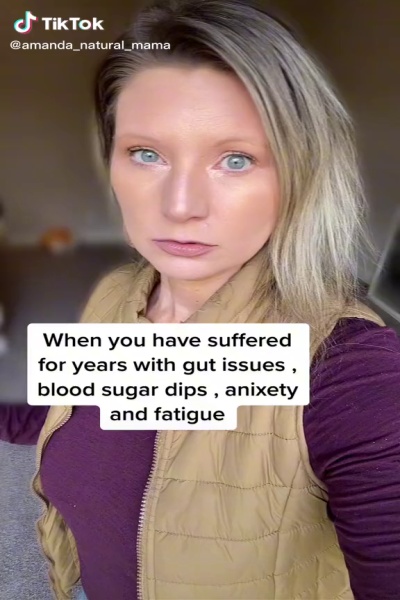 TikTok
@amanda_natural_mama
When you have suffered
for years with gut issues ,
blood sugar dips , anixety
and fatigue